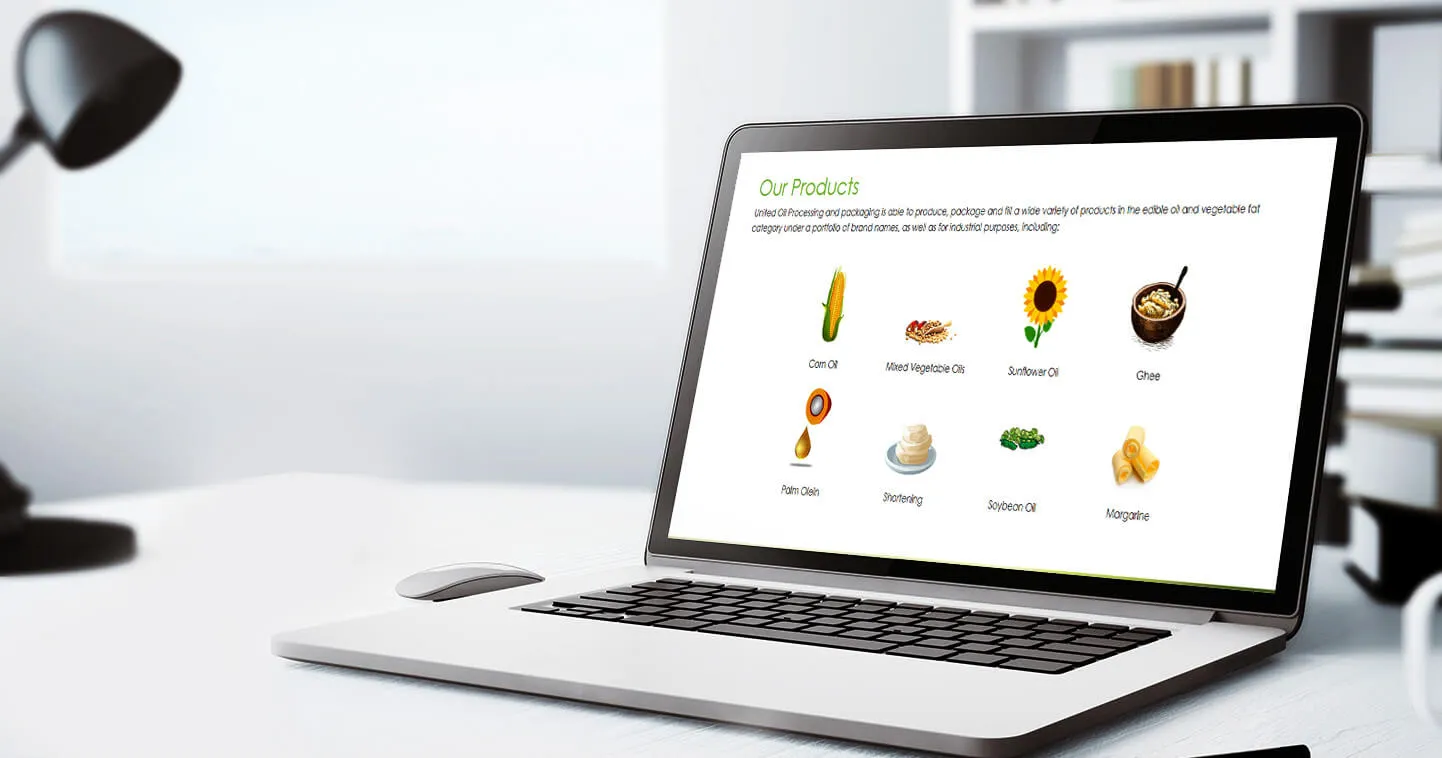 Our Products
United Oil Processing and packaging is able to produce, package and fill a wide variety of products in the edible oil and vegetable fat
category under a portfolio of brand names, as well as for industrial purposes, including:
Corn Oil
Mixed Vegetable Oils
Sunflower Oil
Ghee
Palm Olein
Shortening
Soybean Oil
Margarine